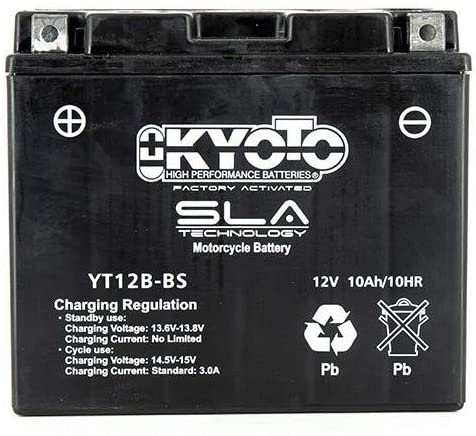 KYOTO
HIGH PERFORMANCE BATTERIES
FACTORY ACTIVATED
SLA
TECHNOLOGY
Motorcycle Battery
YT12B-BS
12V 10Ah/10HR
Charging Regulation
• Standby use:
Charging Voltage: 13.6V-13.8V
Charging Current: No Limited
• Cycle use:
Charging Voltage: 14.5V-15V
Charging Current: Standard: 3.0A
Pb
Pb